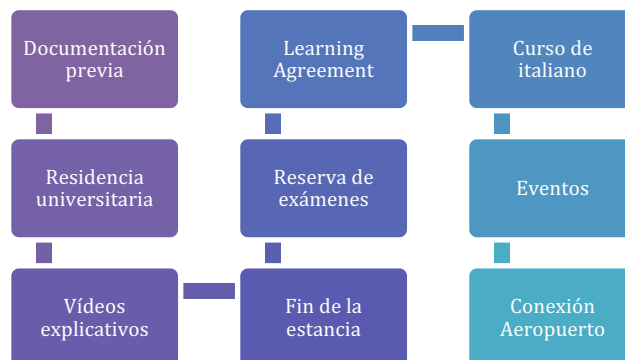 Documentación
previa
Residencia
universitaria
Vídeos
explicativos
Fin de la
estancia
Reserva de
exámenes
Learning
Agreement
Curso de
italiano
Eventos
Conexión
Aeropuerto